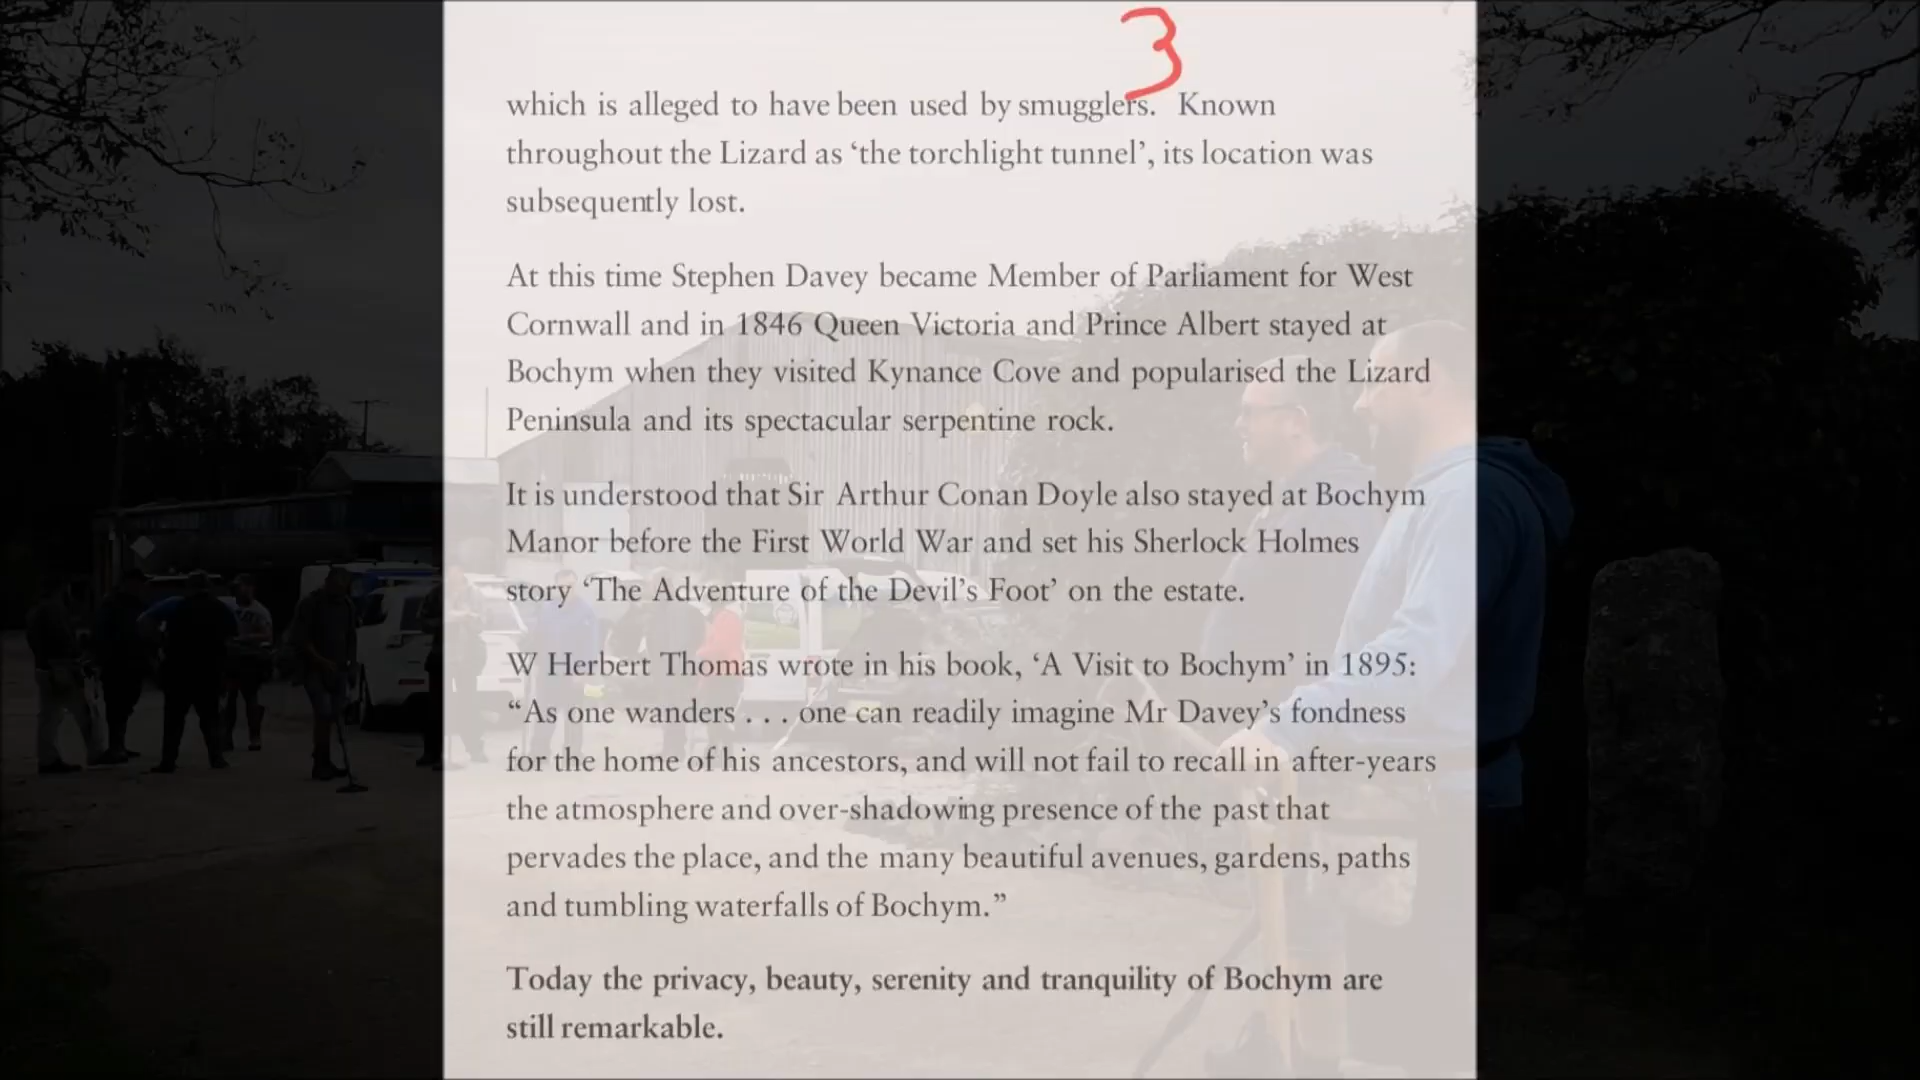 3
which is alleged to have been used by smugglers. Known
throughout the Lizard as ‘the torchlight tunnel’, its location was
subsequently lost.
At this time Stephen Davey became Member of Parliament for West
Cornwall and in 1846 Queen Victoria and Prince Albert stayed at
Bochym when they visited Kynance Cove and popularised the Lizard
Peninsula and its spectacular serpentine rock.
It is understood that Sir Arthur Conan Doyle also stayed at Bochym
Manor before the First World War and set his Sherlock Holmes
story ‘The Adventure of the Devil’s Foot’ on the estate.
W Herbert Thomas wrote in his book, ‘A Visit to Bochym’ in 1895:
“As one wanders . . . one can readily imagine Mr Davey’s fondness
for the home of his ancestors, and will not fail to recall in after-years
the atmosphere and over-shadowing presence of the past that
pervades the place, and the many beautiful avenues, gardens, paths
and tumbling waterfalls of Bochym.”
Today the privacy, beauty, serenity and tranquility of Bochym are
still remarkable.